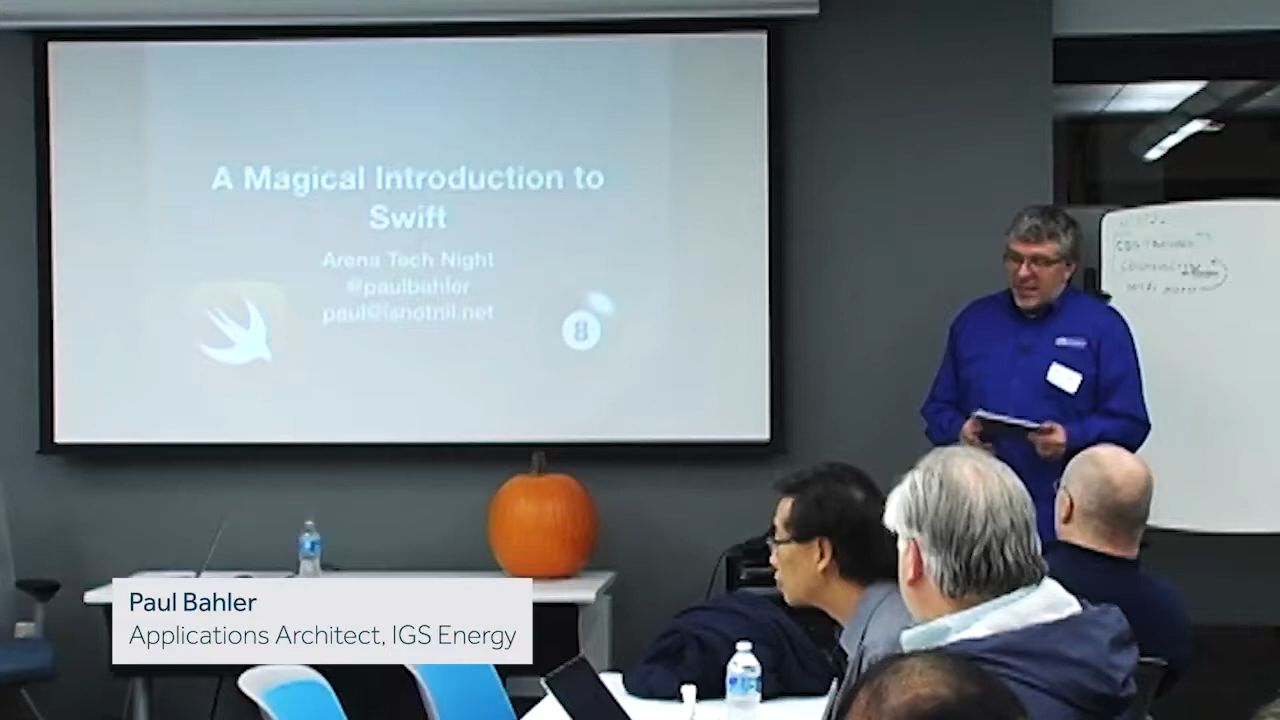 A Magical Introduction to
Swift
Arena Tech Night
@paulbahler
paul@isnotnil.net
8
Paul Bahler
Applications Architect, IGS Energy